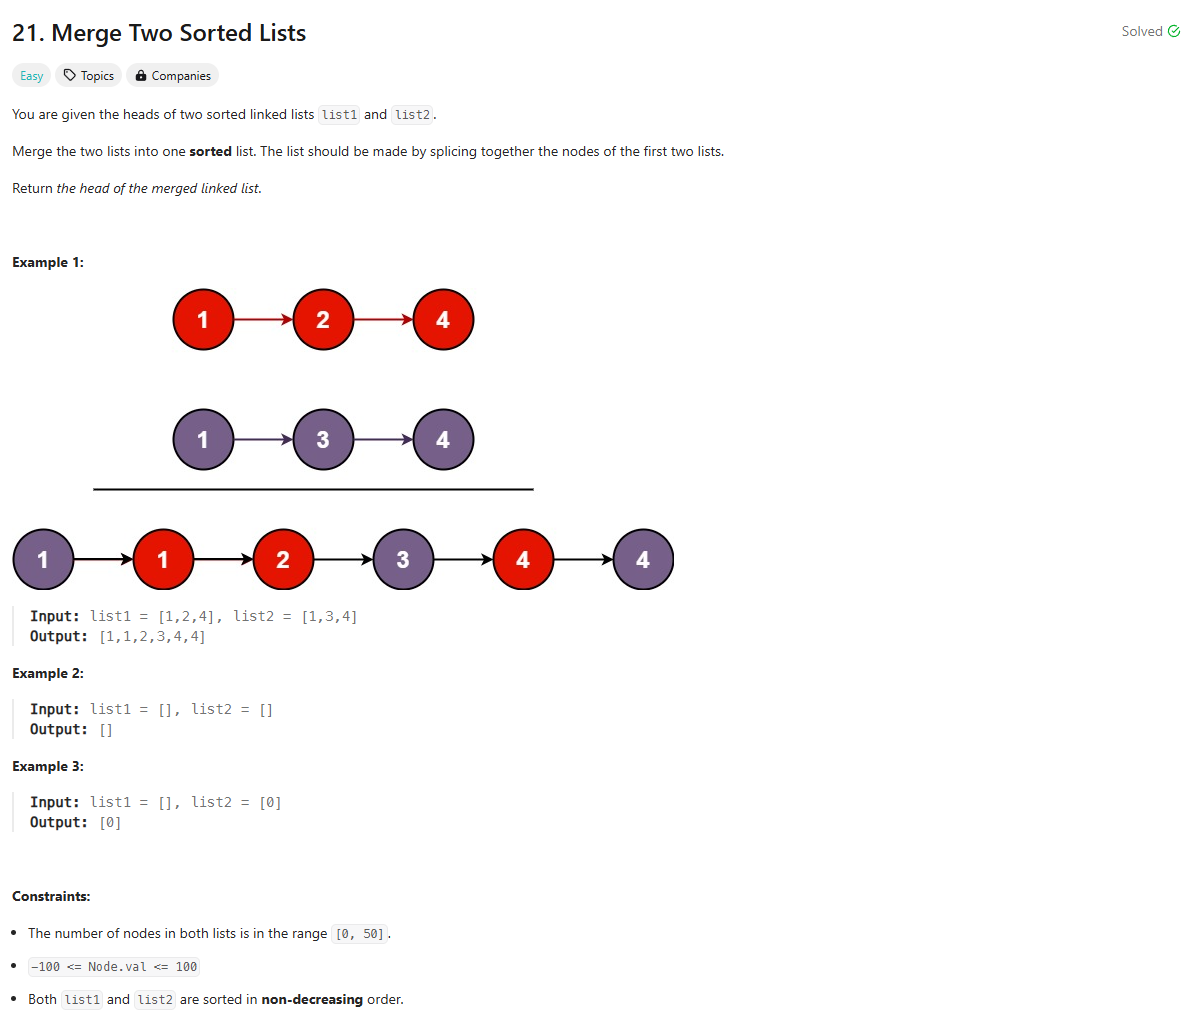 21. Merge Two Sorted Lists
Solved
Easy Topics Companies
You are given the heads of two sorted linked lists list1 and list2.
Merge the two lists into one sorted list. The list should be made by splicing together the nodes of the first two lists.
Return the head of the merged linked list.
Example 1:
1 2 4
1 3 4
1 1 2 3 4 4
Input: list1 = [1,2,4], list2 = [1,3,4]
Output: [1,1,2,3,4,4]
Example 2:
Input: list1 = [], list2 = []
Output: []
Example 3:
Input: list1 = [], list2 = [0]
Output: [0]
Constraints:
The number of nodes in both lists is in the range [0, 50].
-100 <= Node.val <= 100
Both list1 and list2 are sorted in non-decreasing order.